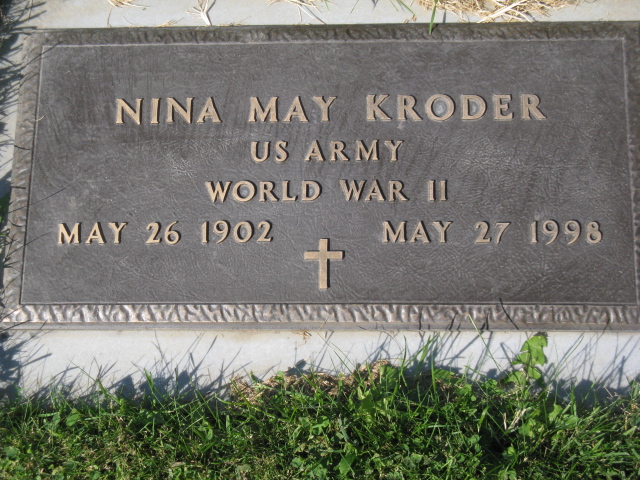 NINA MAY KRODER
US ARMY
WORLD WAR II
MAY 26 1902 MAY 27 1998